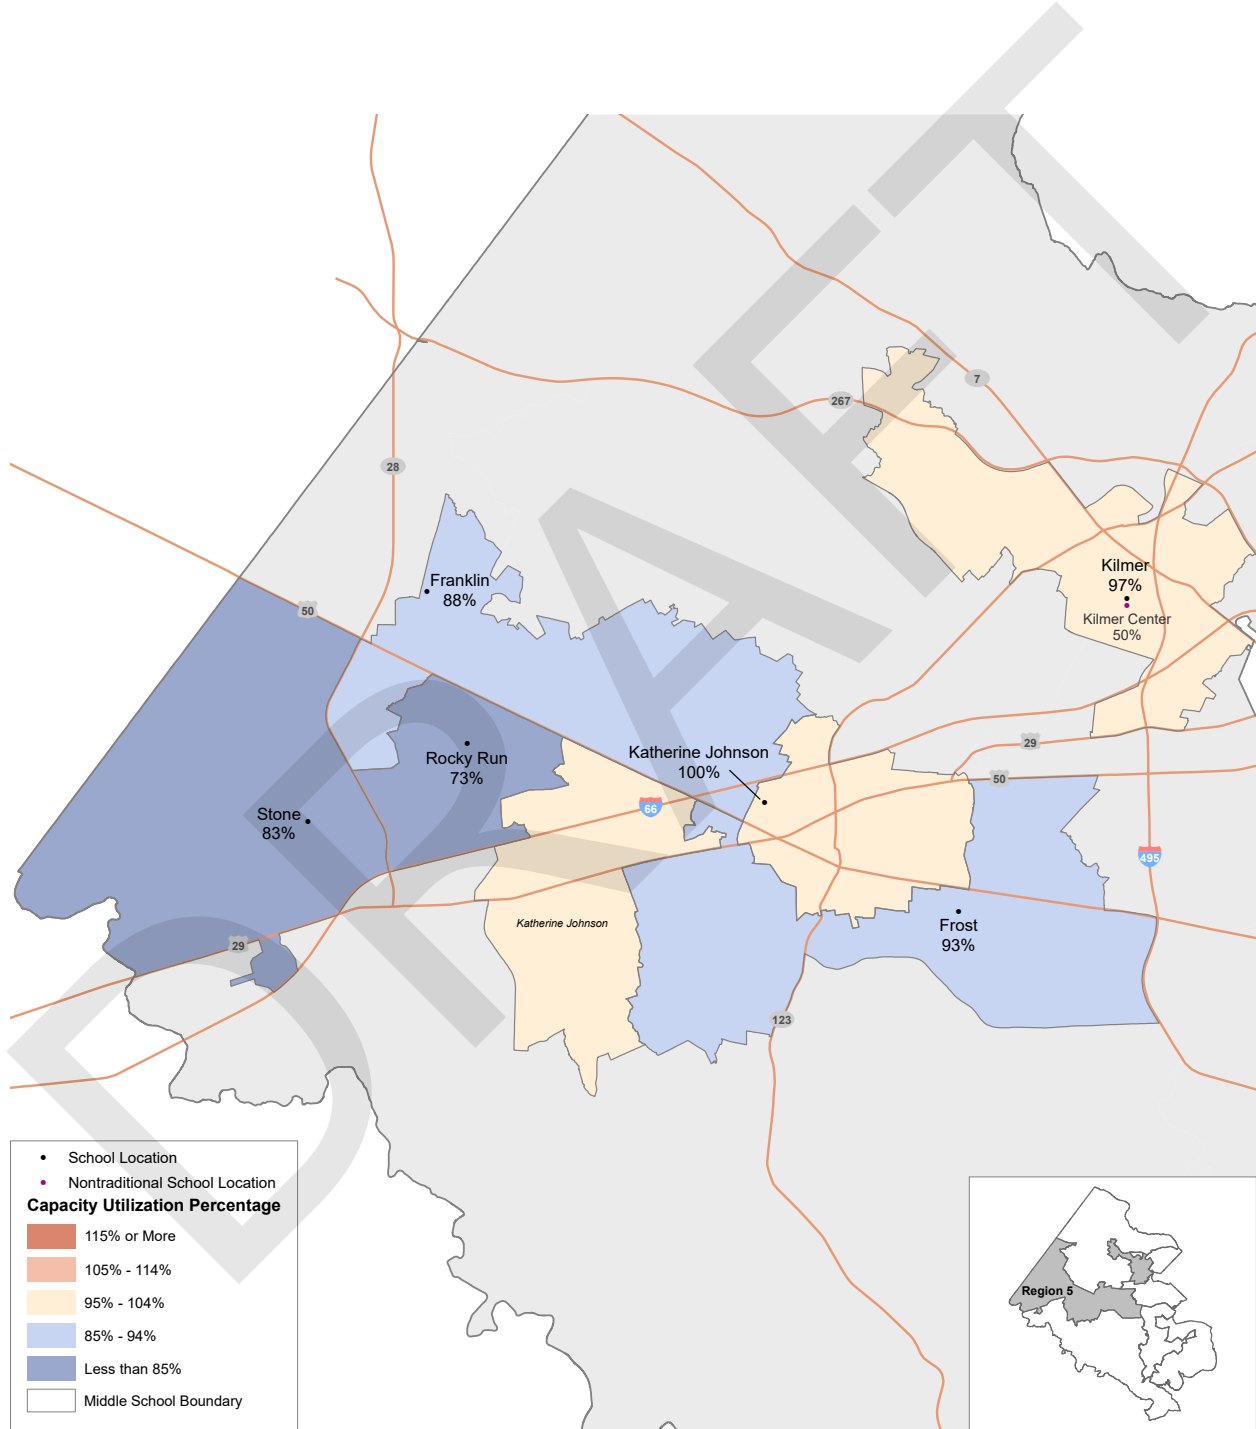 7
267
28
Franklin
88%
Kilmer
97%
Kilmer Center
50%
50
Rocky Run
73%
Katherine Johnson
100%
29
50
66
Stone
83%
495
Katherine Johnson
Frost
93%
29
123
School Location
Nontraditional School Location
Capacity Utilization Percentage
115% or More
105% - 114%
95% - 104%
85% - 94%
Less than 85%
Middle School Boundary
Region 5
DRAFT